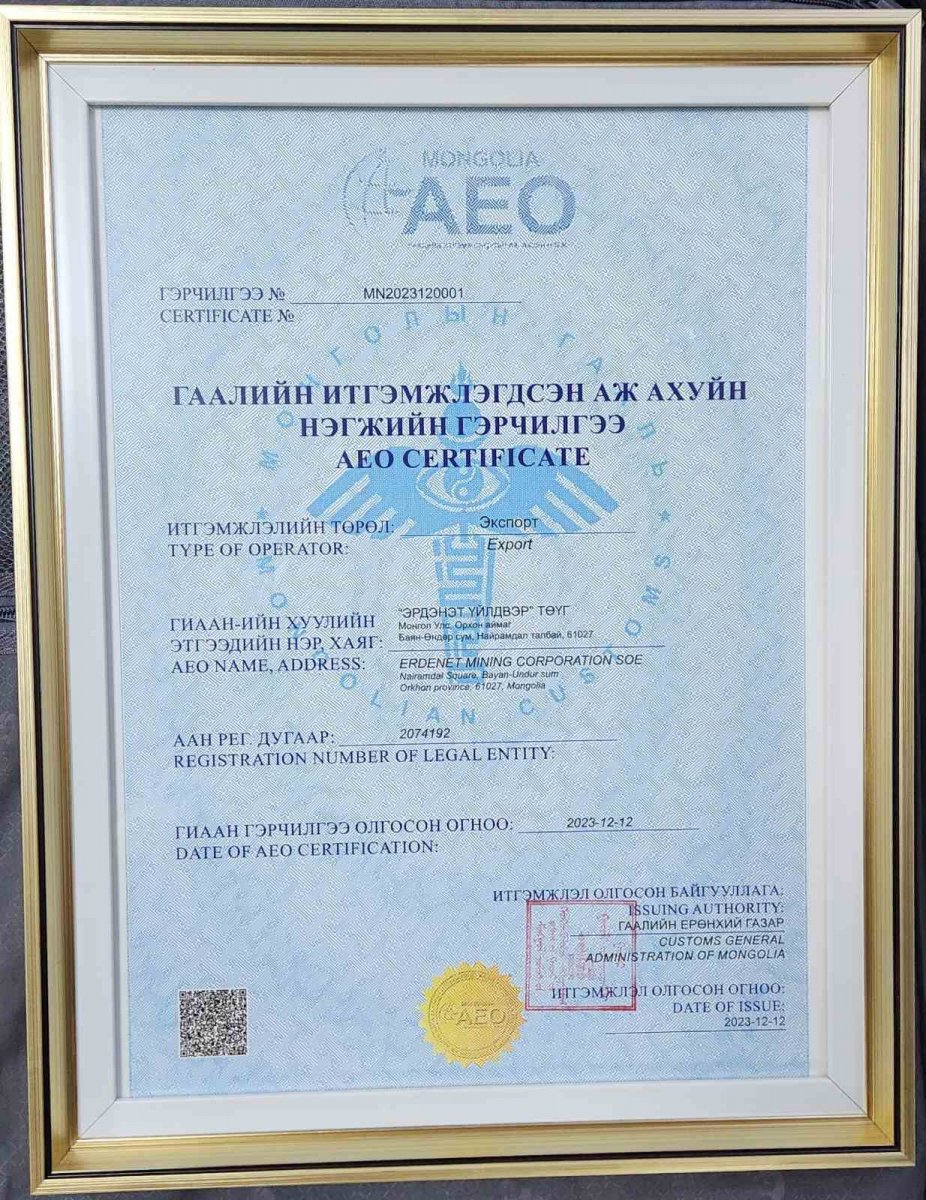 MONGOLIA
AEO
ГЭРЧИЛГЭЭ № MN2023120001
CERTIFICATE №
МОНГОЛЫН ГААЛЬ
ГААЛИЙН ИТГЭМЖЛЭГДСЭН АЖ АХУЙН
НЭГЖИЙН ГЭРЧИЛГЭЭ
AEO CERTIFICATE
ИТГЭМЖЛЭЛИЙН ТӨРӨЛ: Экспорт
TYPE OF OPERATOR: Export
ГИААН-ИЙН ХУУЛИЙН
ЭТГЭЭДИЙН НЭР, ХАЯГ:
AEO NAME, ADDRESS:
"ЭРДЭНЭТ ҮЙЛДВЭР" ТӨҮГ
Монгол Улс, Орхон аймаг
Баян-Өндөр сум, Найрамдал талбай, 61027
ERDENET MINING CORPORATION SOE
Nairamdal Square, Bayan-Undur sum
Orkhon province, 61027, Mongolia
MONGOLIAN CUSTOMS
ААН РЕГ. ДУГААР: 2074192
REGISTRATION NUMBER OF LEGAL ENTITY:
ГИААН ГЭРЧИЛГЭЭ ОЛГОСОН ОГНОО: 2023-12-12
DATE OF AEO CERTIFICATION:
ИТГЭМЖЛЭЛ ОЛГОСОН БАЙГУУЛЛАГА:
ISSUING AUTHORITY:
ГААЛИЙН ЕРӨНХИЙ ГАЗАР
CUSTOMS GENERAL
ADMINISTRATION OF MONGOLIA
ИТГЭМЖЛЭЛ ОЛГОСОН ОГНОО:
DATE OF ISSUE:
2023-12-12
MONGOLIA
AEO